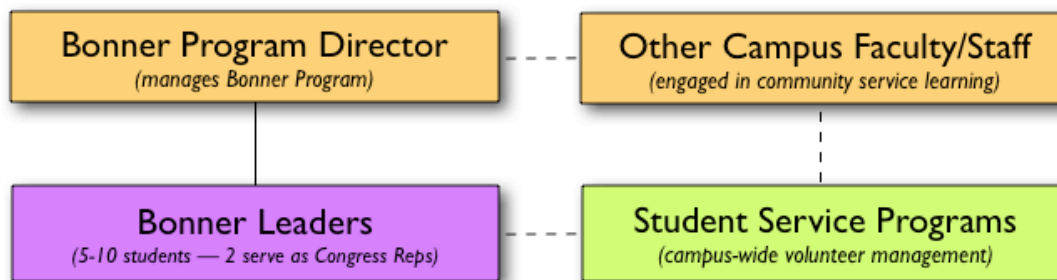 Bonner Program Director
(manages Bonner Program)
Other Campus Faculty/Staff
(engaged in community service learning)
Bonner Leaders
(5-10 students — 2 serve as Congress Reps)
Student Service Programs
(campus-wide volunteer management)